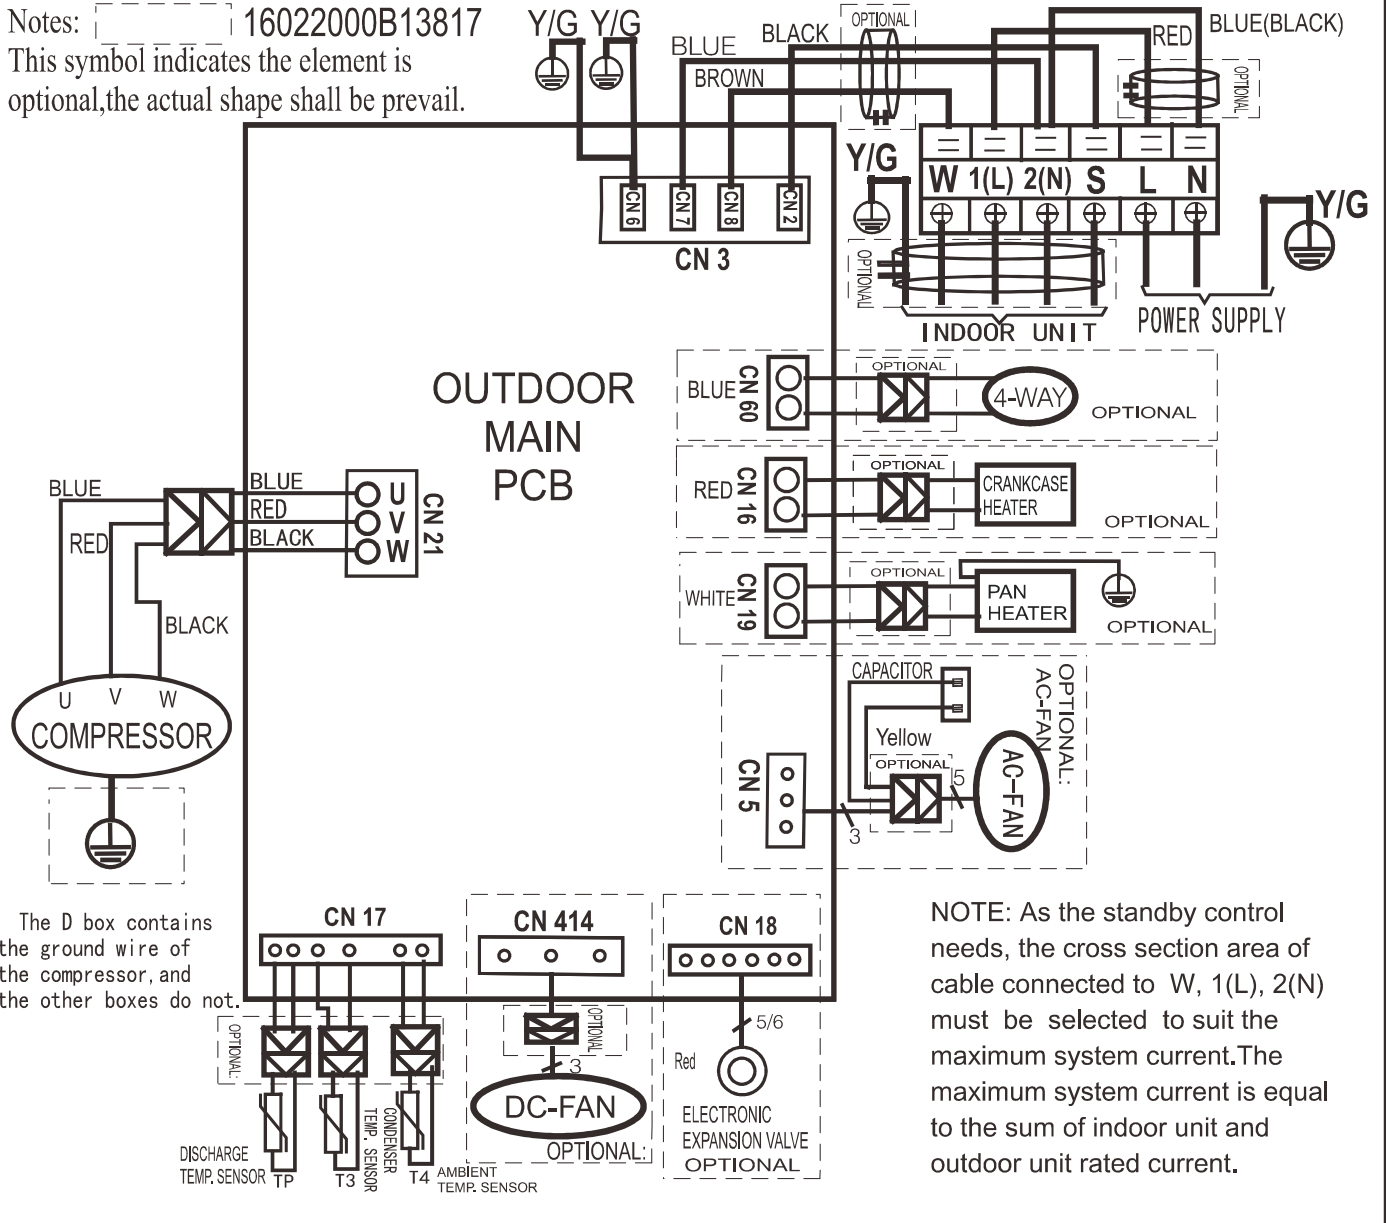 Notes: 16022000B13817
This symbol indicates the element is
optional,the actual shape shall be prevail.
Y/G Y/G
BLUE
BLACK
BROWN
OPTIONAL
RED
BLUE(BLACK)
OPTIONAL
Y/G
W 1(L) 2(N) S L N
Y/G
CN 6
CN 7
CN 8
CN 2
CN 3
OPTIONAL
INDOOR UNIT
POWER SUPPLY
OUTDOOR
MAIN
PCB
BLUE
CN 60
OPTIONAL
4-WAY
OPTIONAL
RED
CN 16
OPTIONAL
CRANKCASE
HEATER
OPTIONAL
WHITE
CN 19
OPTIONAL
PAN
HEATER
OPTIONAL
BLUE
RED
BLACK
BLUE
RED
BLACK
U
V
W
CN 21
U V W
COMPRESSOR
CAPACITOR
OPTIONAL:
AC-FAN
Yellow
OPTIONAL
CN 5
3
5
AC-FAN
The D box contains
the ground wire of
the compressor,and
the other boxes do not.
CN 17
OPTIONAL:
DISCHARGE
TEMP. SENSOR
TP
T3
CONDENSER
TEMP. SENSOR
T4
AMBIENT
TEMP. SENSOR
CN 414
OPTIONAL
3
DC-FAN
OPTIONAL:
CN 18
5/6
Red
ELECTRONIC
EXPANSION VALVE
OPTIONAL
NOTE: As the standby control
needs, the cross section area of
cable connected to W, 1(L), 2(N)
must be selected to suit the
maximum system current.The
maximum system current is equal
to the sum of indoor unit and
outdoor unit rated current.